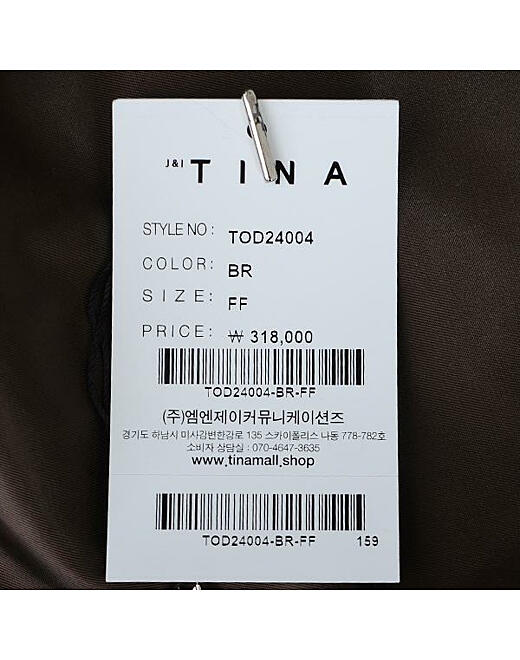 J&I TINA
STYLE NO : TOD24004
COLOR: BR
SIZE: FF
PRICE: ₩ 318,000
TOD24004-BR-FF
(주)엠엔제이커뮤니케이션즈
경기도 하남시 미사강변한강로 135 스카이폴리스 나동 778-782호
소비자 상담실 : 070-4647-3635
www.tinamall.shop
TOD24004-BR-FF 159